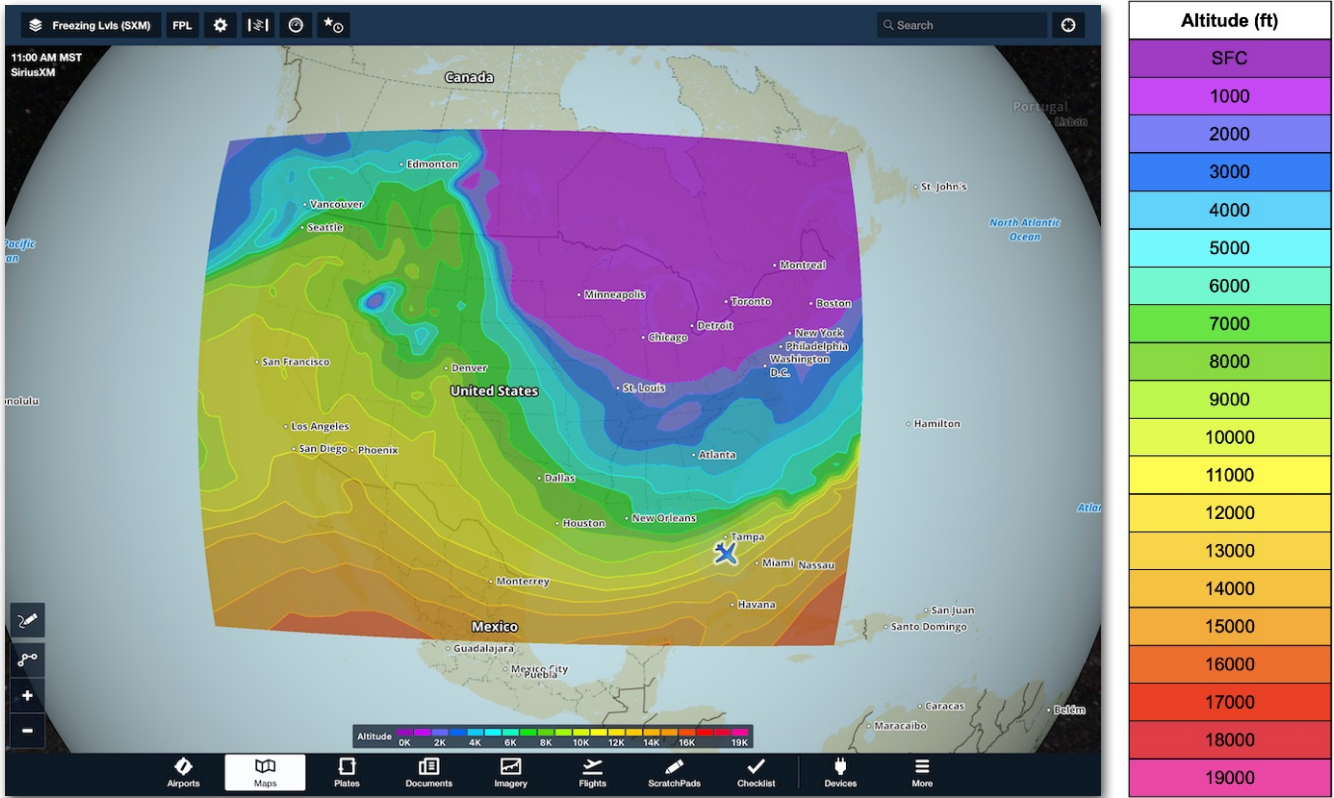 Freezing Lvls (SXM)
FPL
Search
11:00 AM MST
SiriusXM
Canada
Portugal
Lisbon
Edmonton
St. John's
Vancouver
Seattle
North Atlantic
Ocean
Pacific
an
Montreal
Minneapolis
Toronto
Boston
Detroit
Chicago
New York
Philadelphia
Washington
D.C.
San Francisco
Denver
United States
St. Louis
onolulu
Los Angeles
Hamilton
San Diego
Phoenix
Atlanta
Dallas
Atlan
Houston
New Orleans
Tampa
Miami
Nassau
Monterrey
Havana
San Juan
Mexico
Santo Domingo
Guadalajara
Mexico City
Puebla
Caracas
Belém
Maracaibo
Altitude
0K 2K 4K 6K 8K 10K 12K 14K 16K 19K
Airports
Maps
Plates
Documents
Imagery
Flights
ScratchPads
Checklist
Devices
More
Altitude (ft)
SFC
1000
2000
3000
4000
5000
6000
7000
8000
9000
10000
11000
12000
13000
14000
15000
16000
17000
18000
19000